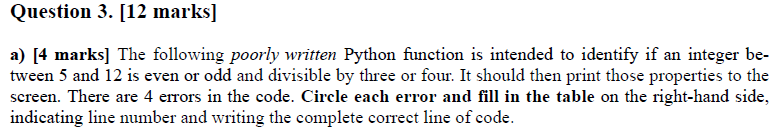 Question 3. [12 marks]
a) [4 marks] The following poorly written Python function is intended to identify if an integer be-
tween 5 and 12 is even or odd and divisible by three or four. It should then print those properties to the
screen. There are 4 errors in the code. Circle each error and fill in the table on the right-hand side,
indicating line number and writing the complete correct line of code.